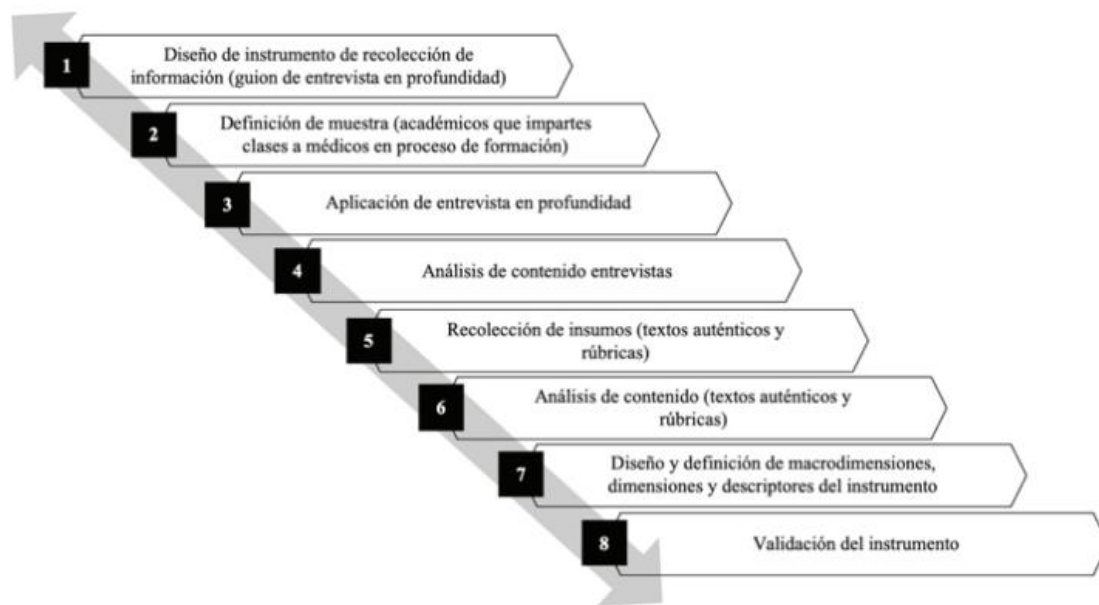 1
Diseño de instrumento de recolección de
información (guion de entrevista en profundidad)
2
Definición de muestra (académicos que impartes
clases a médicos en proceso de formación)
3
Aplicación de entrevista en profundidad
4
Análisis de contenido entrevistas
5
Recolección de insumos (textos auténticos y
rúbricas)
6
Análisis de contenido (textos auténticos y
rúbricas)
7
Diseño y definición de macrodimensiones,
dimensiones y descriptores del instrumento
8
Validación del instrumento